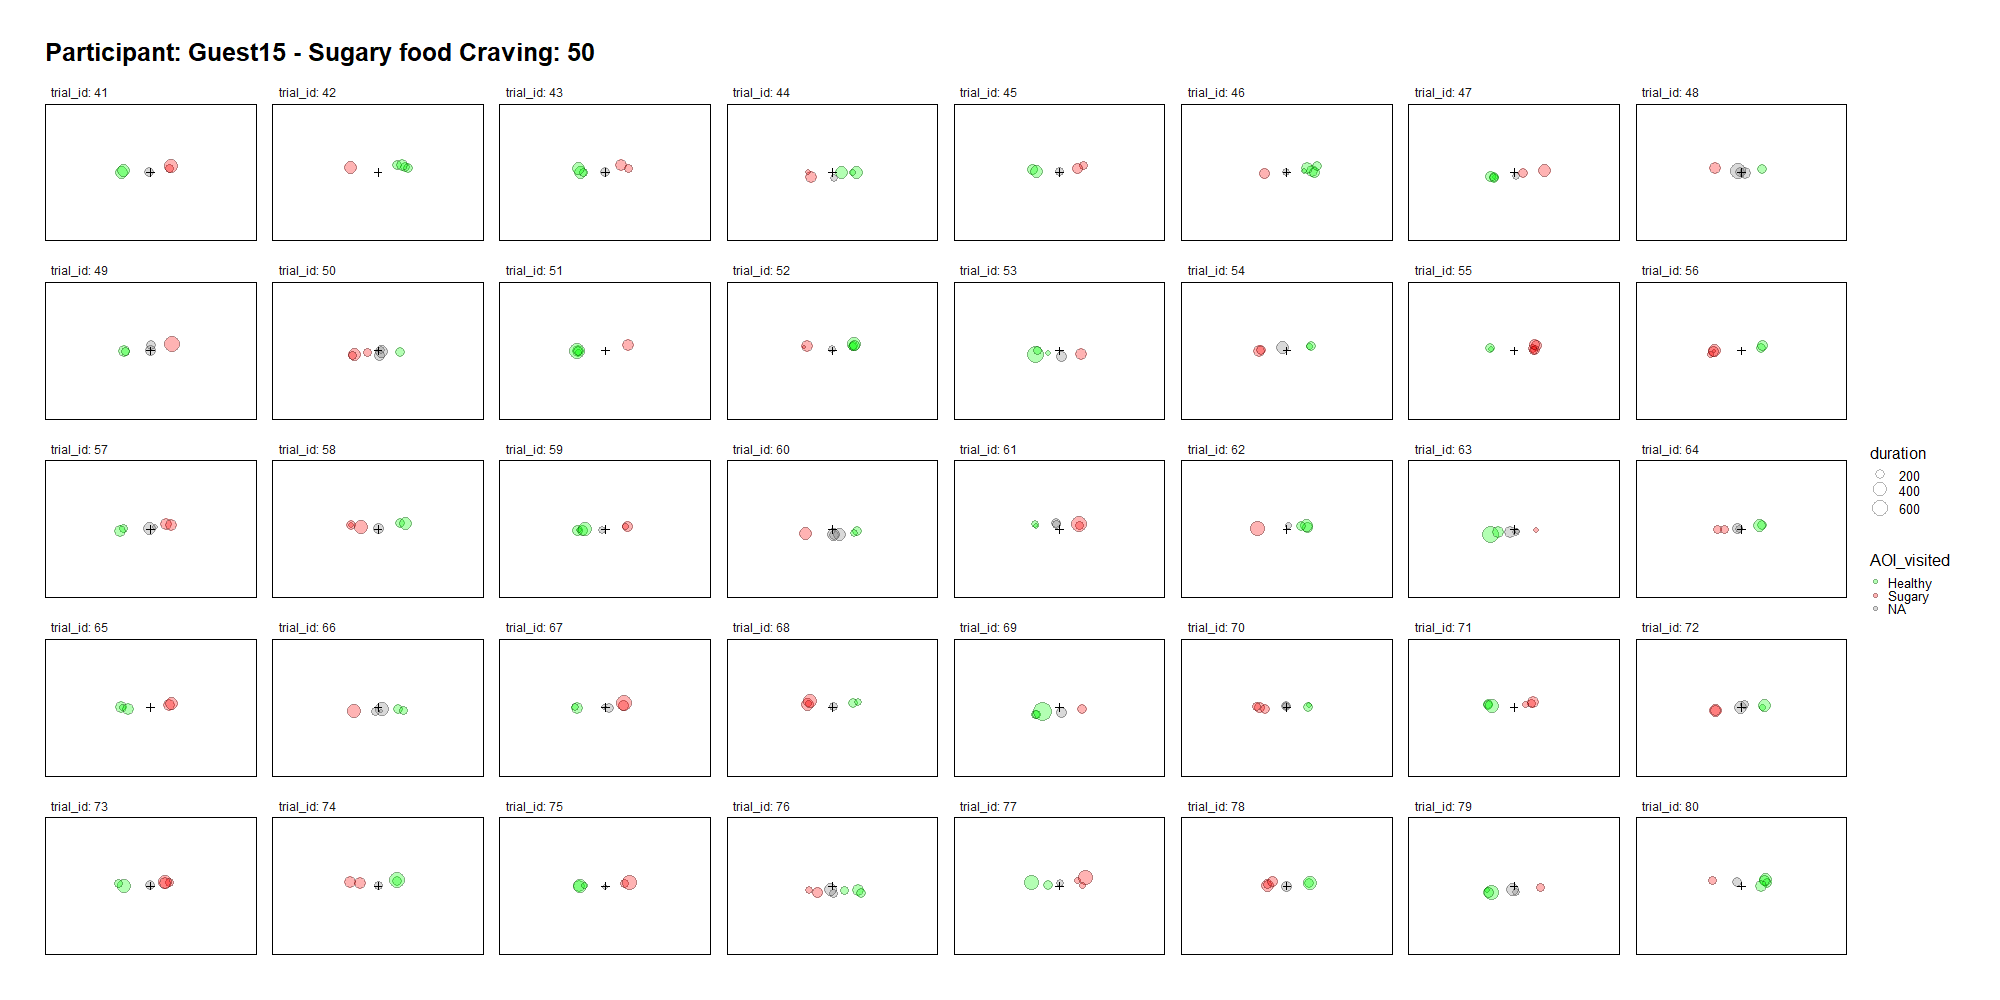 Participant: Guest15 - Sugary food Craving: 50
trial_id: 41
trial_id: 42
trial_id: 43
trial_id: 44
trial_id: 45
trial_id: 46
trial_id: 47
trial_id: 48
trial_id: 49
trial_id: 50
trial_id: 51
trial_id: 52
trial_id: 53
trial_id: 54
trial_id: 55
trial_id: 56
trial_id: 57
trial_id: 58
trial_id: 59
trial_id: 60
trial_id: 61
trial_id: 62
trial_id: 63
trial_id: 64
trial_id: 65
trial_id: 66
trial_id: 67
trial_id: 68
trial_id: 69
trial_id: 70
trial_id: 71
trial_id: 72
trial_id: 73
trial_id: 74
trial_id: 75
trial_id: 76
trial_id: 77
trial_id: 78
trial_id: 79
trial_id: 80
duration
200
400
600
AOI_visited
Healthy
Sugary
NA